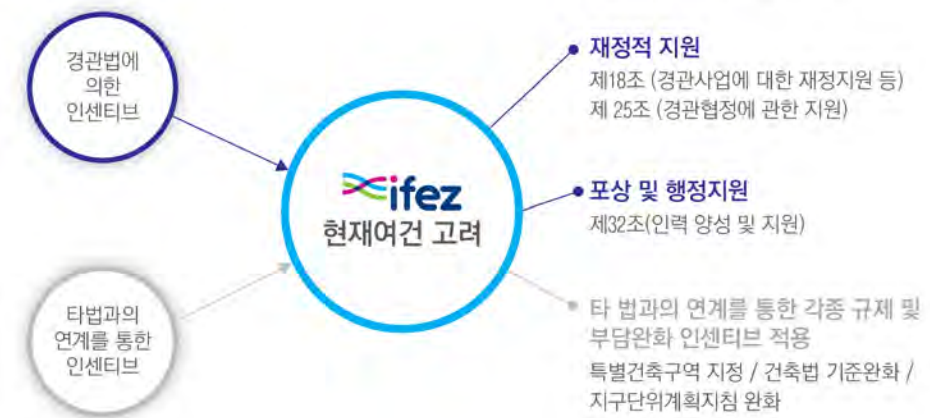 경관법에
의한
인센티브
타법과의
연계를 통한
인센티브
ifez
현재여건 고려
재정적 지원
제18조 (경관사업에 대한 재정지원 등)
제 25조 (경관협정에 관한 지원)
포상 및 행정지원
제32조(인력 양성 및 지원)
타 법과의 연계를 통한 각종 규제 및
부담완화 인센티브 적용
특별건축구역 지정 / 건축법 기준완화 /
지구단위계획지침 완화